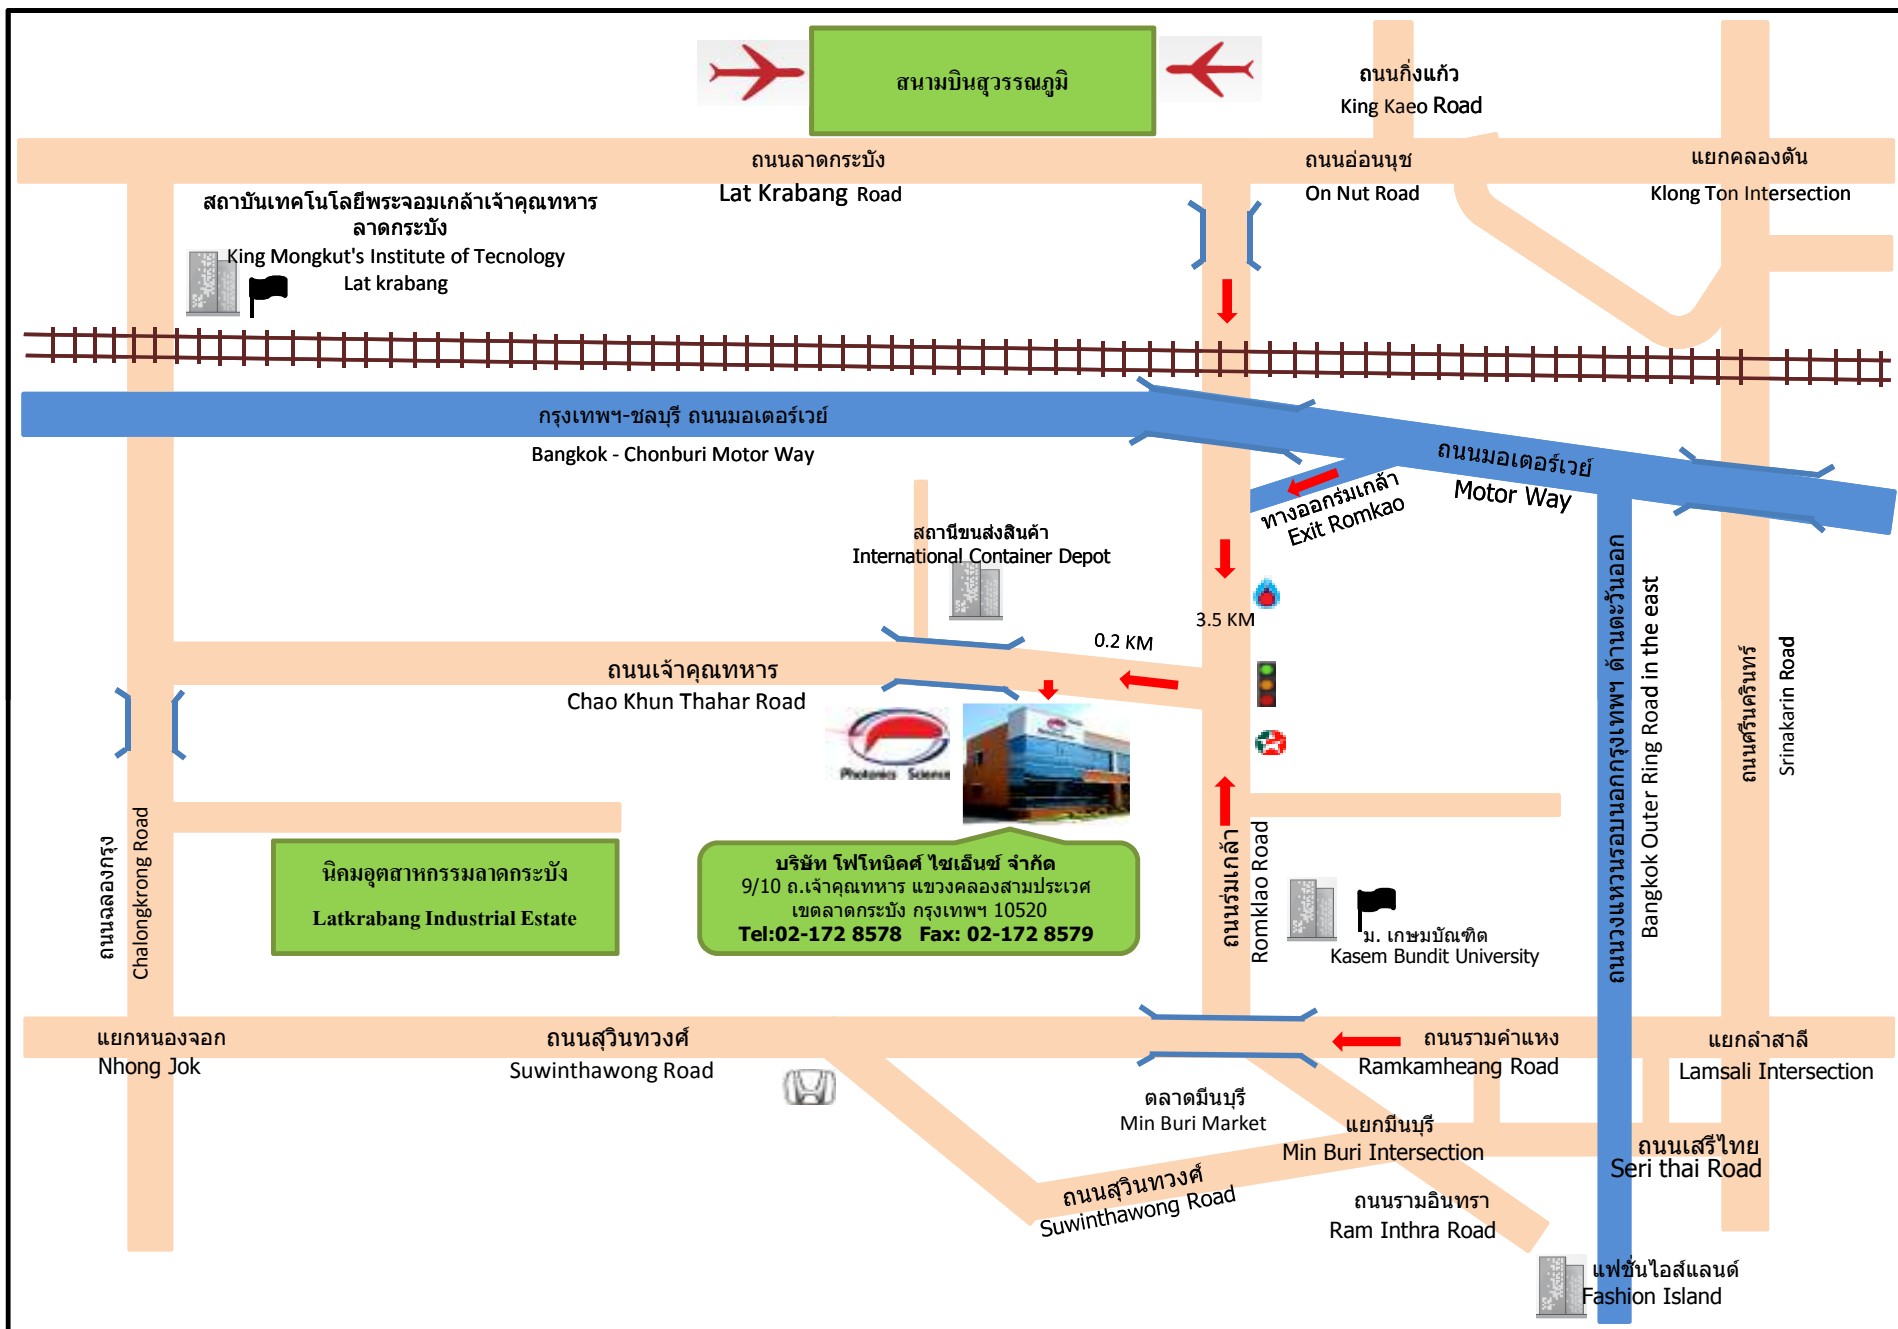 สนามบินสุวรรณภูมิ
ถนนกิ่งแก้ว
King Kaeo Road
ถนนลาดกระบัง
Lat Krabang Road
ถนนอ่อนนุช
On Nut Road
แยกคลองตัน
Klong Ton Intersection
สถาบันเทคโนโลยีพระจอมเกล้าเจ้าคุณทหาร
ลาดกระบัง
King Mongkut's Institute of Tecnology
Lat krabang
กรุงเทพฯ-ชลบุรี ถนนมอเตอร์เวย์
Bangkok - Chonburi Motor Way
ถนนมอเตอร์เวย์
Motor Way
ทางออกร่มเกล้า
Exit Romkao
สถานีขนส่งสินค้า
International Container Depot
3.5 KM
0.2 KM
ถนนเจ้าคุณทหาร
Chao Khun Thahar Road
Photonics Science
ถนนวงแหวนรอบนอกกรุงเทพฯ ด้านตะวันออก
Bangkok Outer Ring Road in the east
ถนนศรีนครินทร์
Srinakarin Road
ถนนฉลองกรุง
Chalongkrong Road
นิคมอุตสาหกรรมลาดกระบัง
Latkrabang Industrial Estate
บริษัท โฟโทนิคศ์ ไซเอ็นซ์ จำกัด
9/10 ถ.เจ้าคุณทหาร แขวงคลองสามประเวศ
เขตลาดกระบัง กรุงเทพฯ 10520
Tel:02-172 8578 Fax: 02-172 8579
ถนนร่มเกล้า
Romklao Road
ม. เกษมบัณฑิต
Kasem Bundit University
แยกหนองจอก
Nhong Jok
ถนนสุวินทวงศ์
Suwinthawong Road
ถนนรามคำแหง
Ramkamheang Road
แยกลำสาลี
Lamsali Intersection
ตลาดมีนบุรี
Min Buri Market
แยกมีนบุรี
Min Buri Intersection
ถนนเสรีไทย
Seri thai Road
ถนนสุวินทวงศ์
Suwinthawong Road
ถนนรามอินทรา
Ram Inthra Road
แฟชั่นไอส์แลนด์
Fashion Island